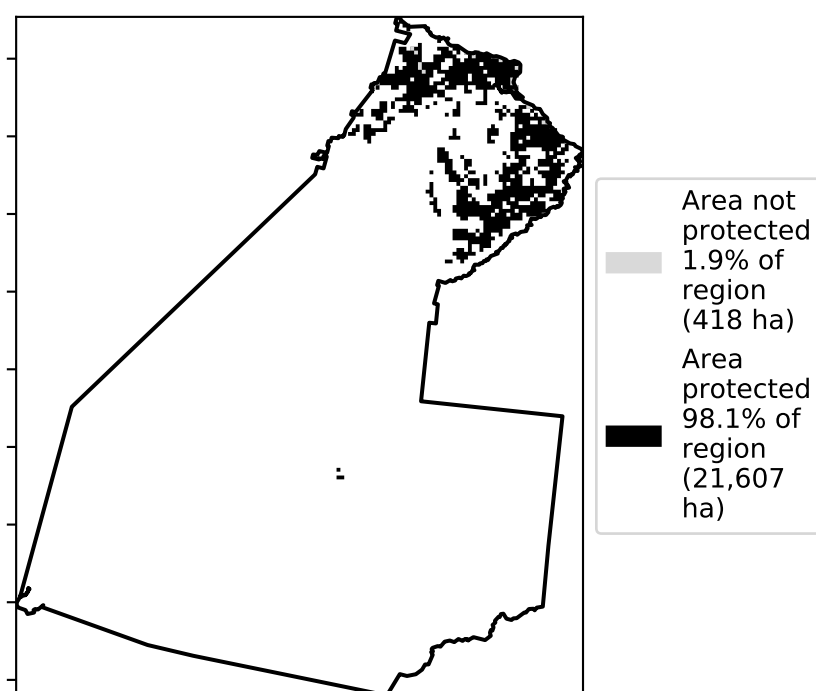 Area not
protected
1.9% of
region
(418 ha)
Area
protected
98.1% of
region
(21,607
ha)